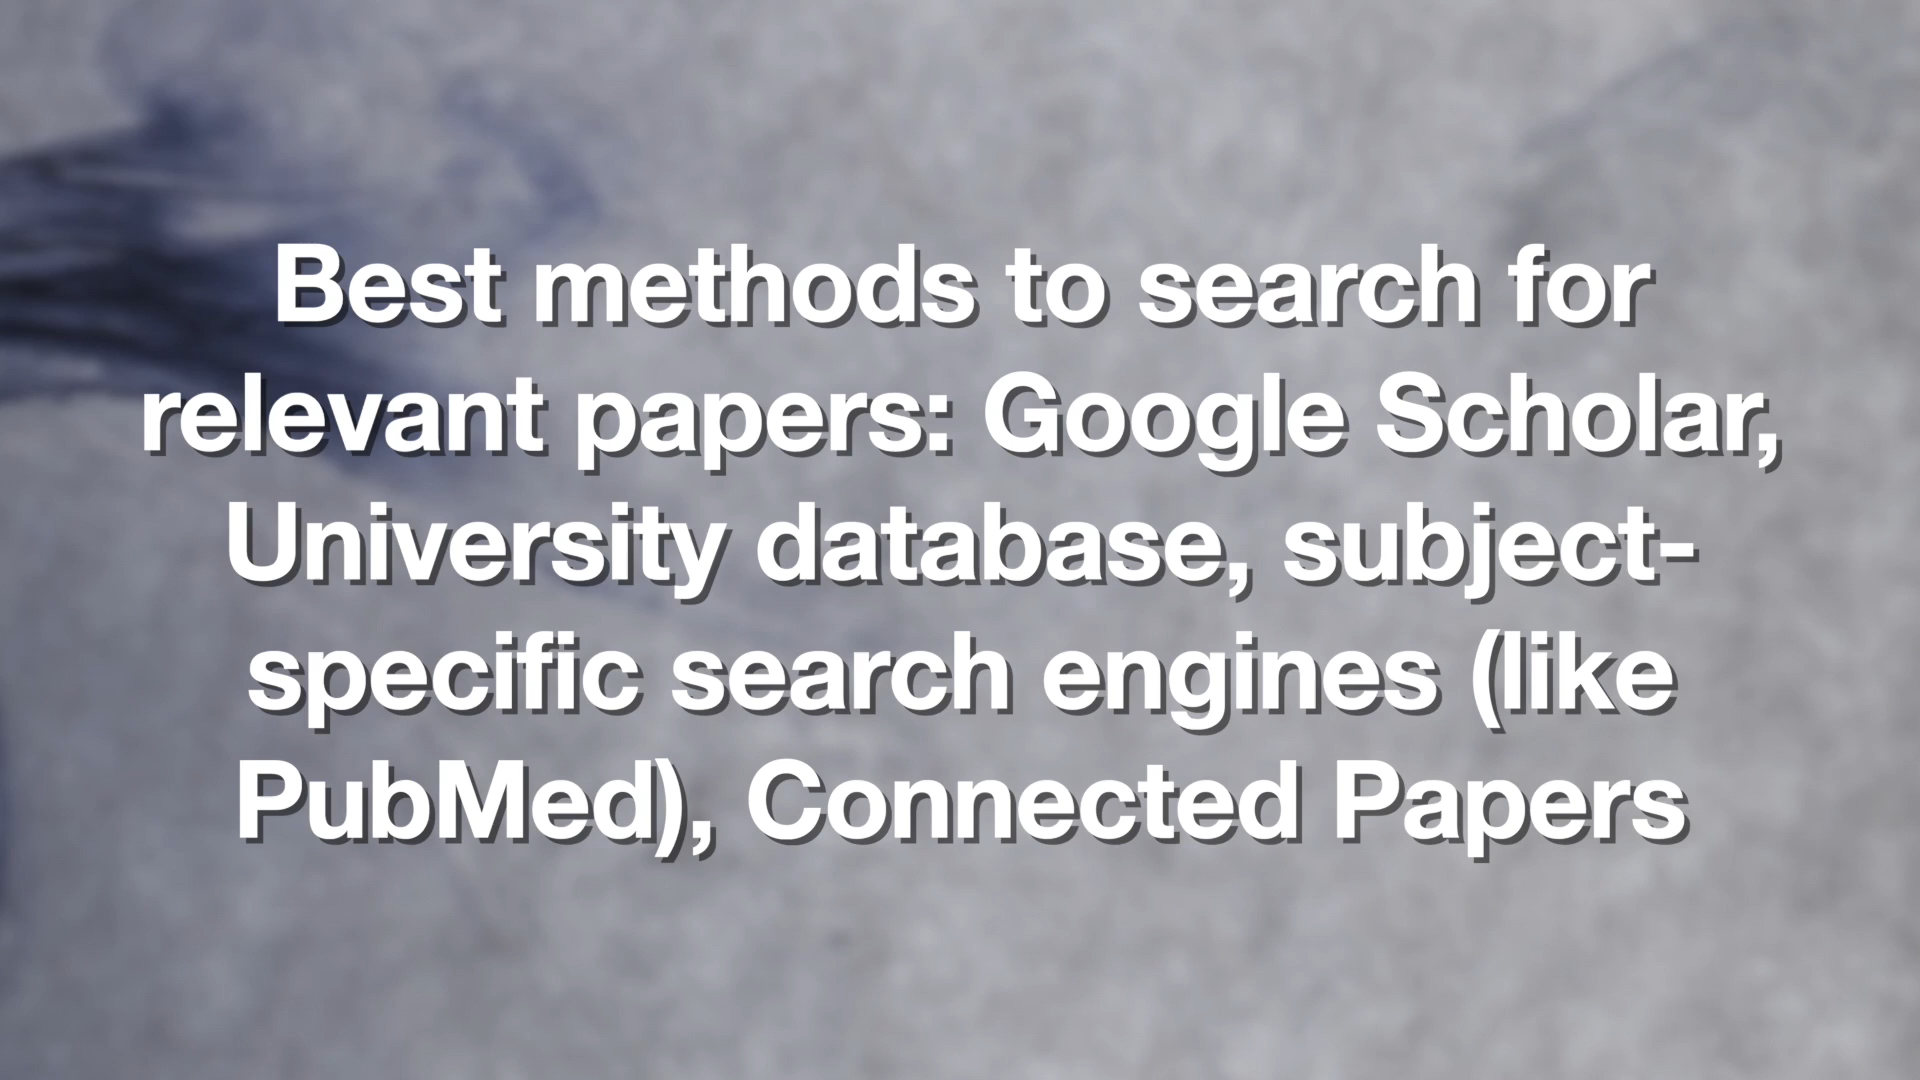 Best methods to search for
relevant papers: Google Scholar,
University database, subject-
specific search engines (like
PubMed), Connected Papers